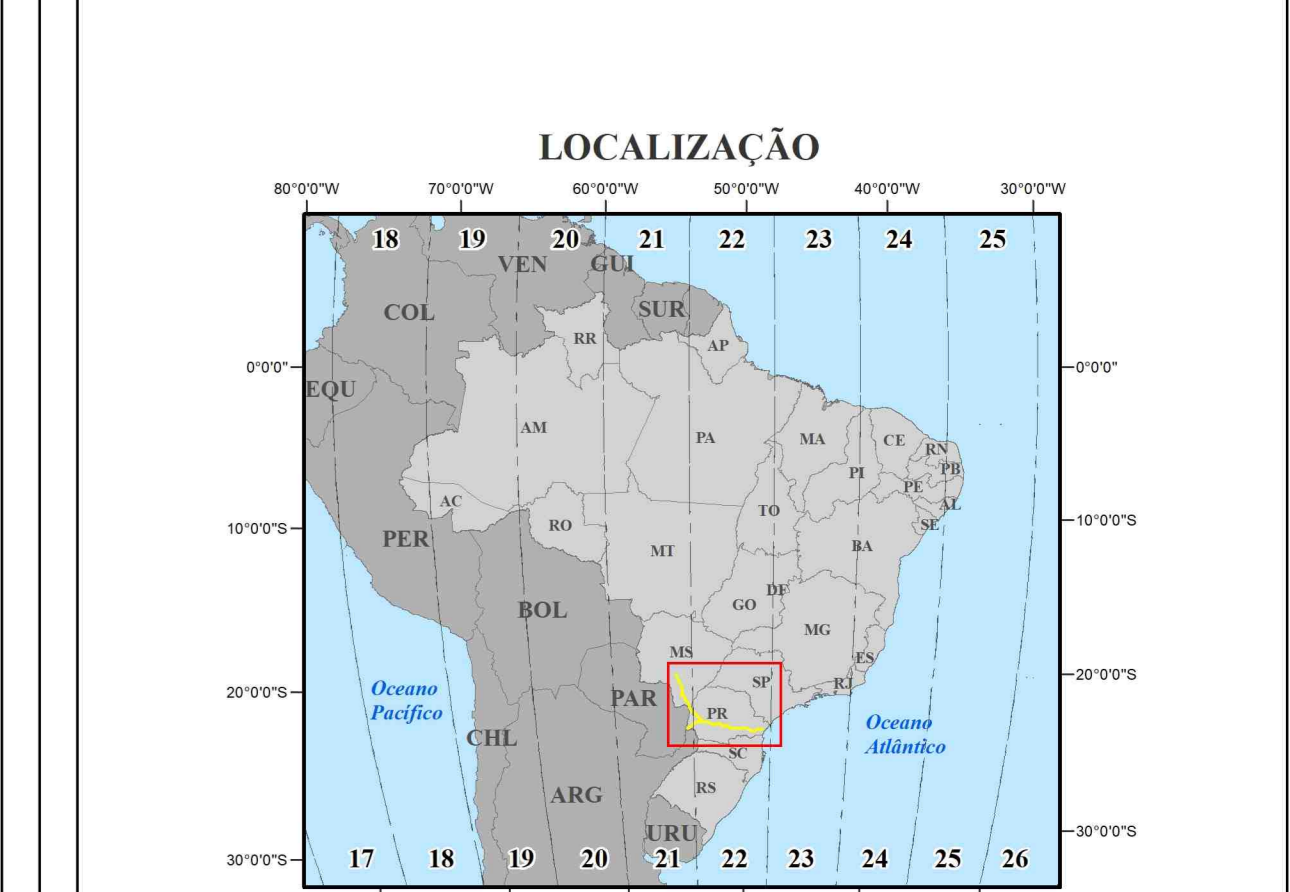 LOCALIZAÇÃO
80°0'0"W 70°0'0"W 60°0'0"W 50°0'0"W 40°0'0"W 30°0'0"W
18 19 20 21 22 23 24 25
VEN GUI
COL SUR
RR AP
0°0'0" 0°0'0"
EQU
AM PA MA CE RN
PI PB
PE
AC TO AL
RO SE
10°0'0"S 10°0'0"S
PER MT BA
DF
BOL GO
MG
MS ES
20°0'0"S SP RJ 20°0'0"S
Oceano
Pacífico
PAR PR
Oceano
Atlântico
CHL SC
ARG RS
URU
30°0'0"S 30°0'0"S
17 18 19 20 21 22 23 24 25 26